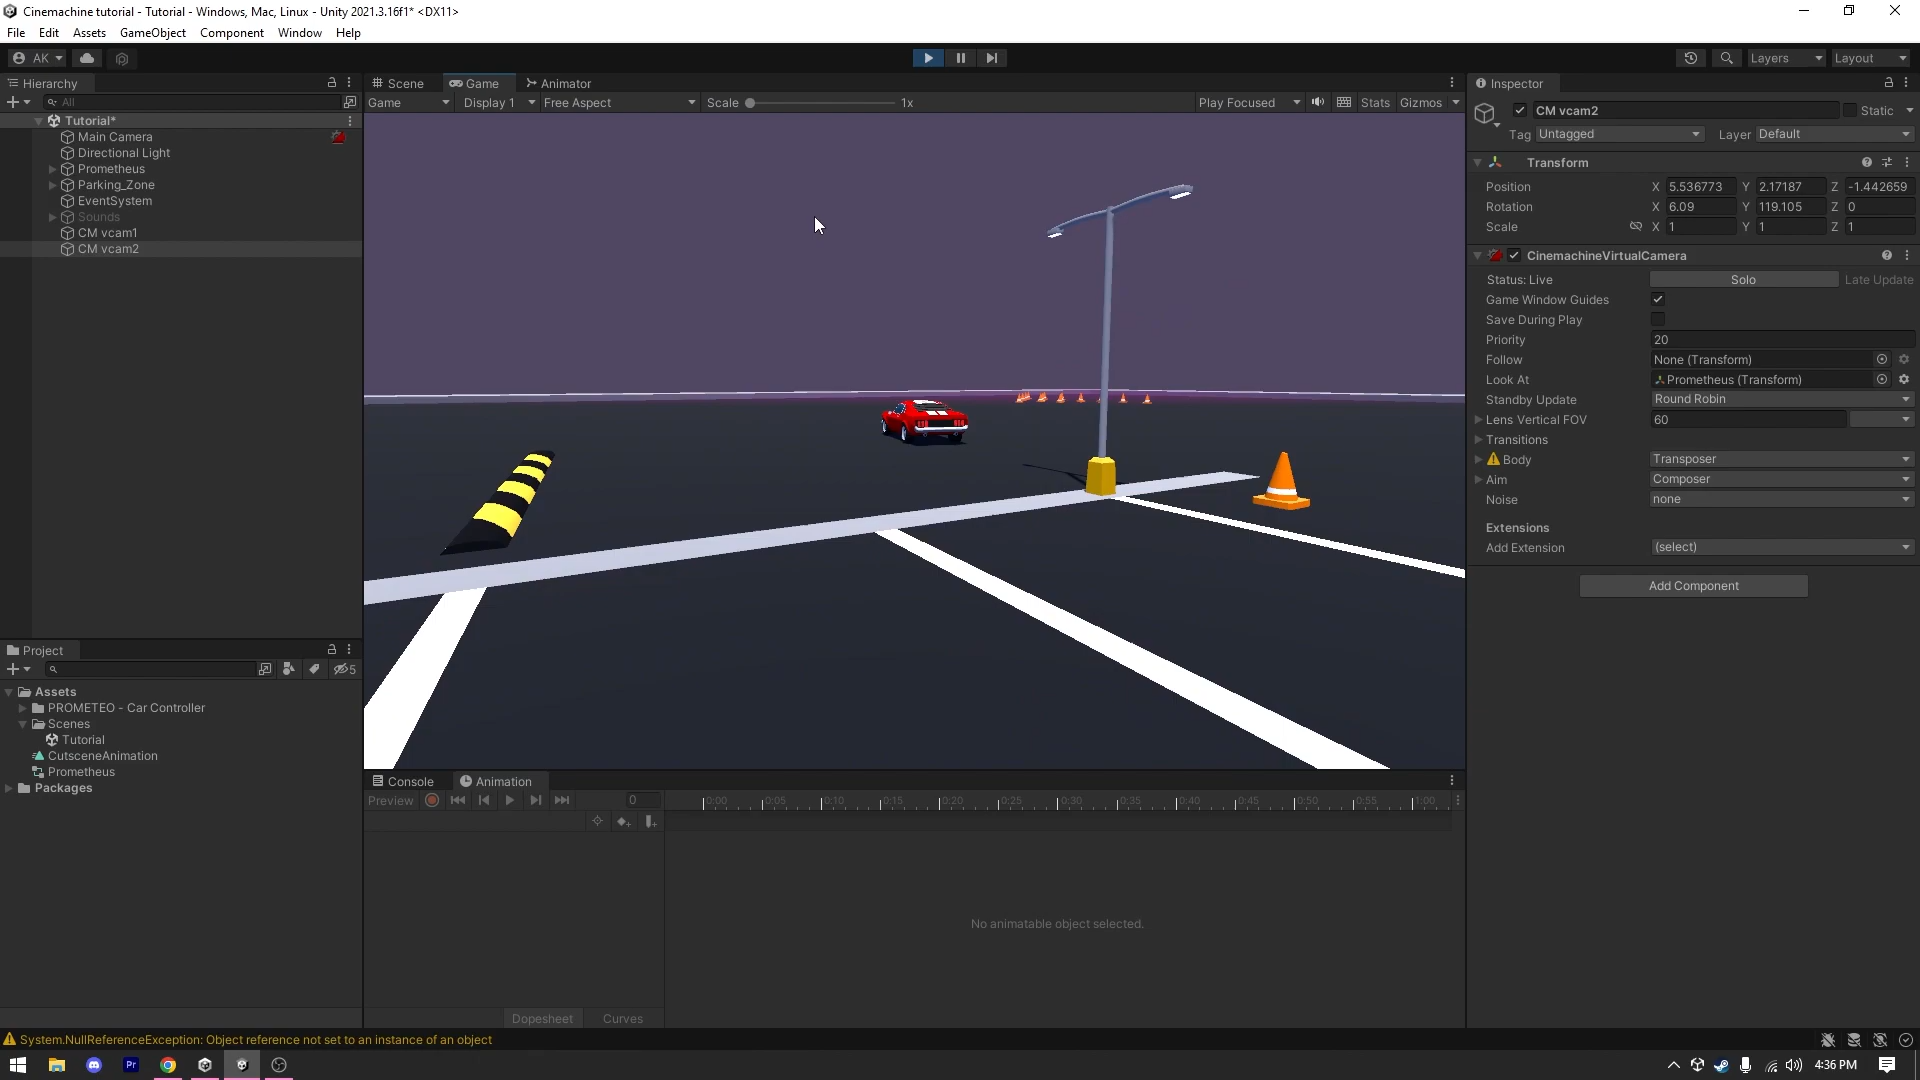 Cinemachine tutorial - Tutorial - Windows, Mac, Linux - Unity 2021.3.16f1* <DX11>
File Edit Assets GameObject Component Window Help
AK Layers Layout
Hierarchy
All
Tutorial*
Main Camera
Directional Light
Prometheus
Parking_Zone
EventSystem
Sounds
CM vcam1
CM vcam2
Scene Game Animator
Game Display 1 Free Aspect Scale 1x Play Focused Stats Gizmos
Inspector
CM vcam2 Static
Tag Untagged Layer Default
Transform
Position X 5.536773 Y 2.17187 Z -1.442659
Rotation X 6.09 Y 119.105 Z 0
Scale X 1 Y 1 Z 1
CinemachineVirtualCamera
Status: Live Solo Late Update
Game Window Guides
Save During Play
Priority 20
Follow None (Transform)
Look At Prometheus (Transform)
Standby Update Round Robin
Lens Vertical FOV 60
Transitions
Body Transposer
Aim Composer
Noise none
Extensions
Add Extension (select)
Add Component
Project
5
Assets
PROMETEO - Car Controller
Scenes
Tutorial
CutsceneAnimation
Prometheus
Packages
Console Animation
Preview 0 0:00 0:05 0:10 0:15 0:20 0:25 0:30 0:35 0:40 0:45 0:50 0:55 1:00
No animatable object selected.
Dopesheet Curves
System.NullReferenceException: Object reference not set to an instance of an object
Pr 4:36 PM